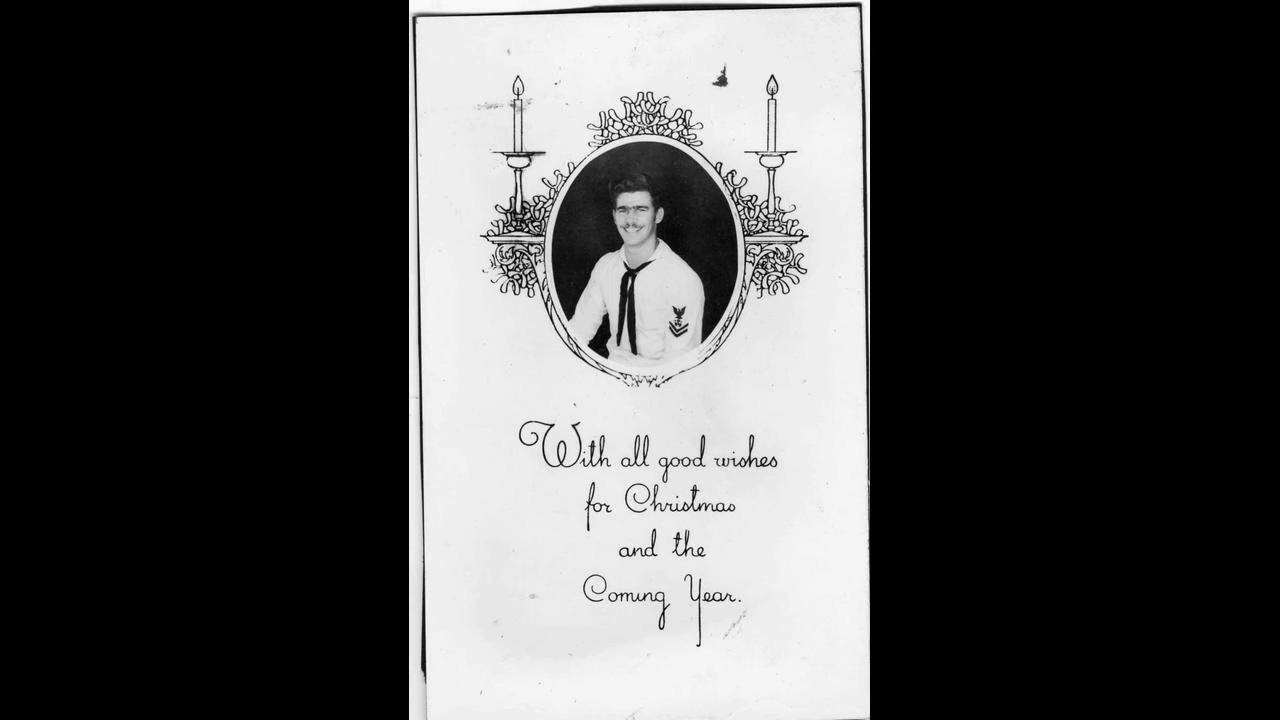 With all good wishes
for Christmas
and the
Coming Year.